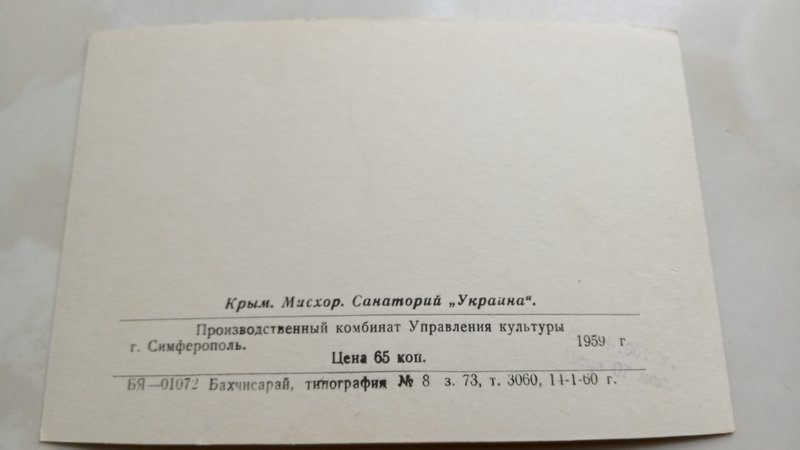 Крым. Мисхор. Санаторий „Украина“.
Производственный комбинат Управления культуры
г. Симферополь. 1959 г.
Цена 65 коп.
БЯ—01072 Бахчисарай, типография № 8 з. 73, т. 3060, 14-1-60 г.